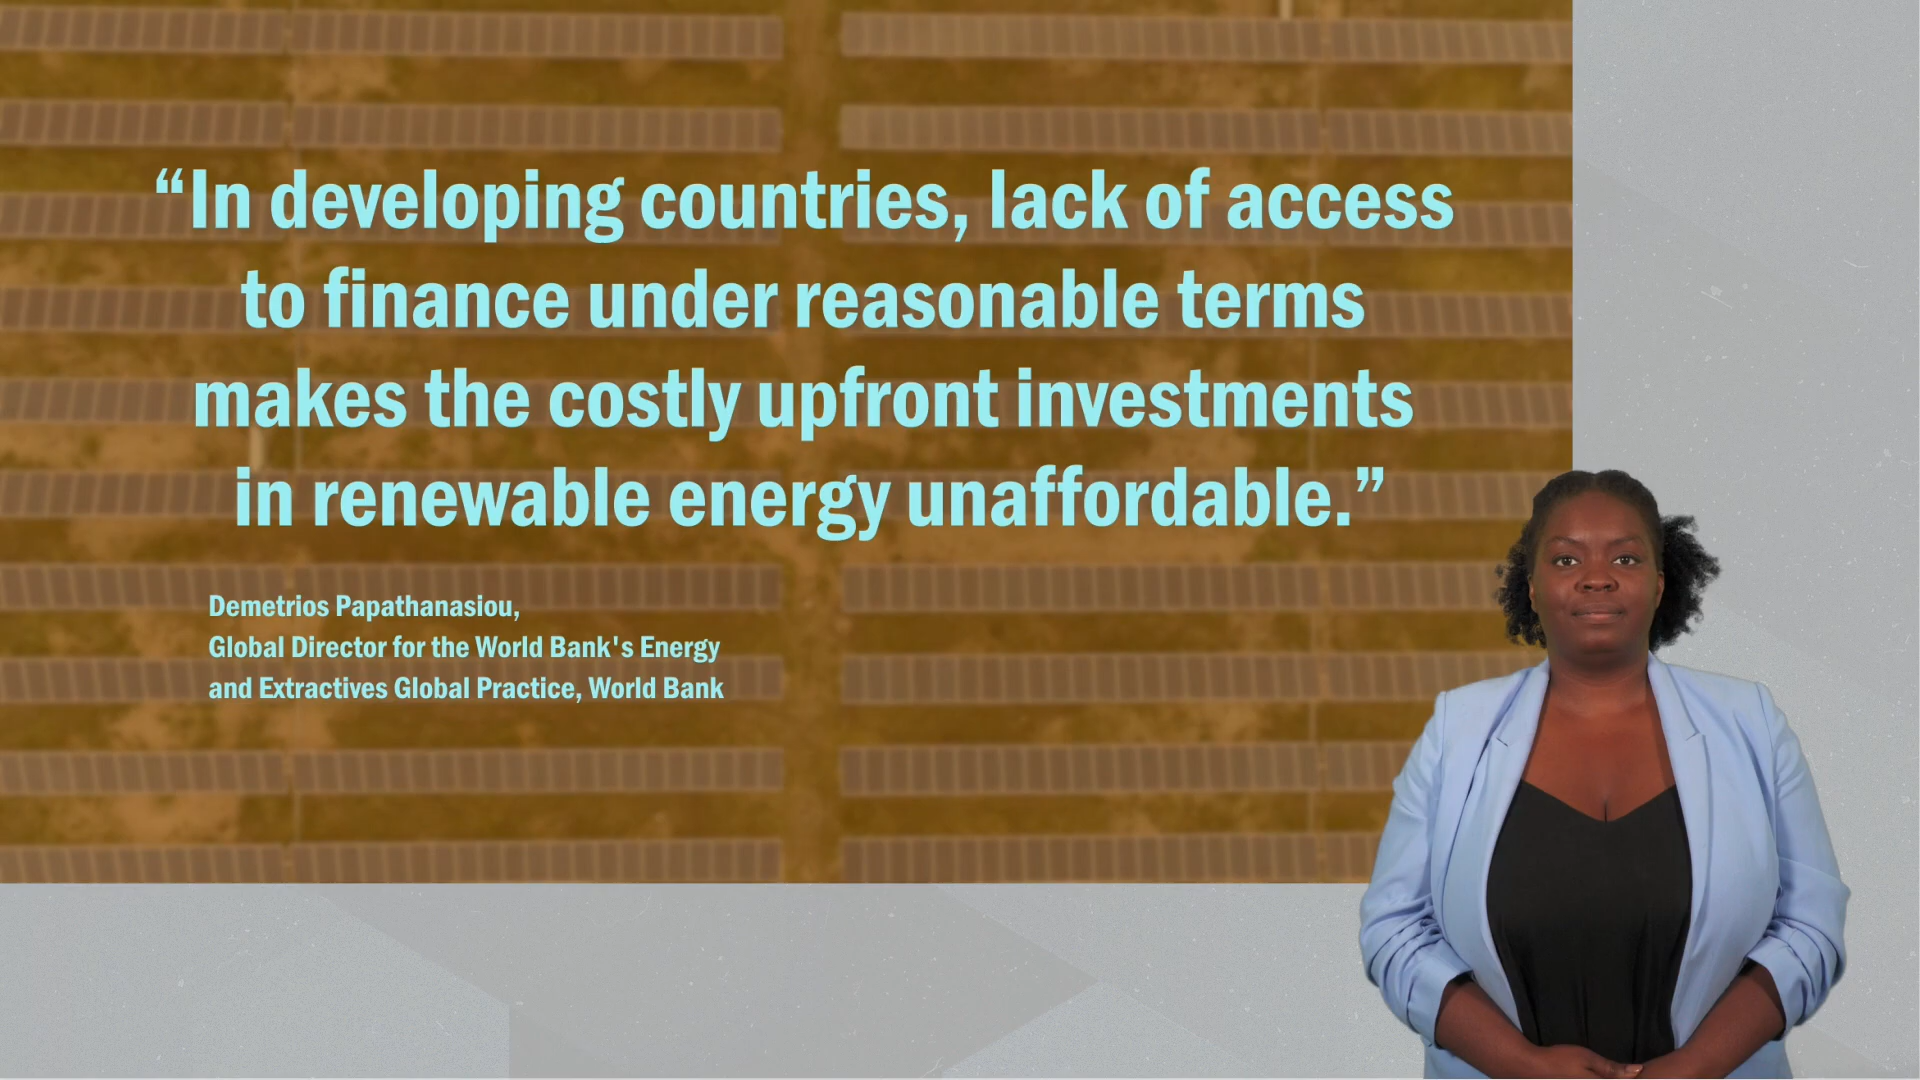 “In developing countries, lack of access
to finance under reasonable terms
makes the costly upfront investments
in renewable energy unaffordable.”
Demetrios Papathanasiou,
Global Director for the World Bank's Energy
and Extractives Global Practice, World Bank